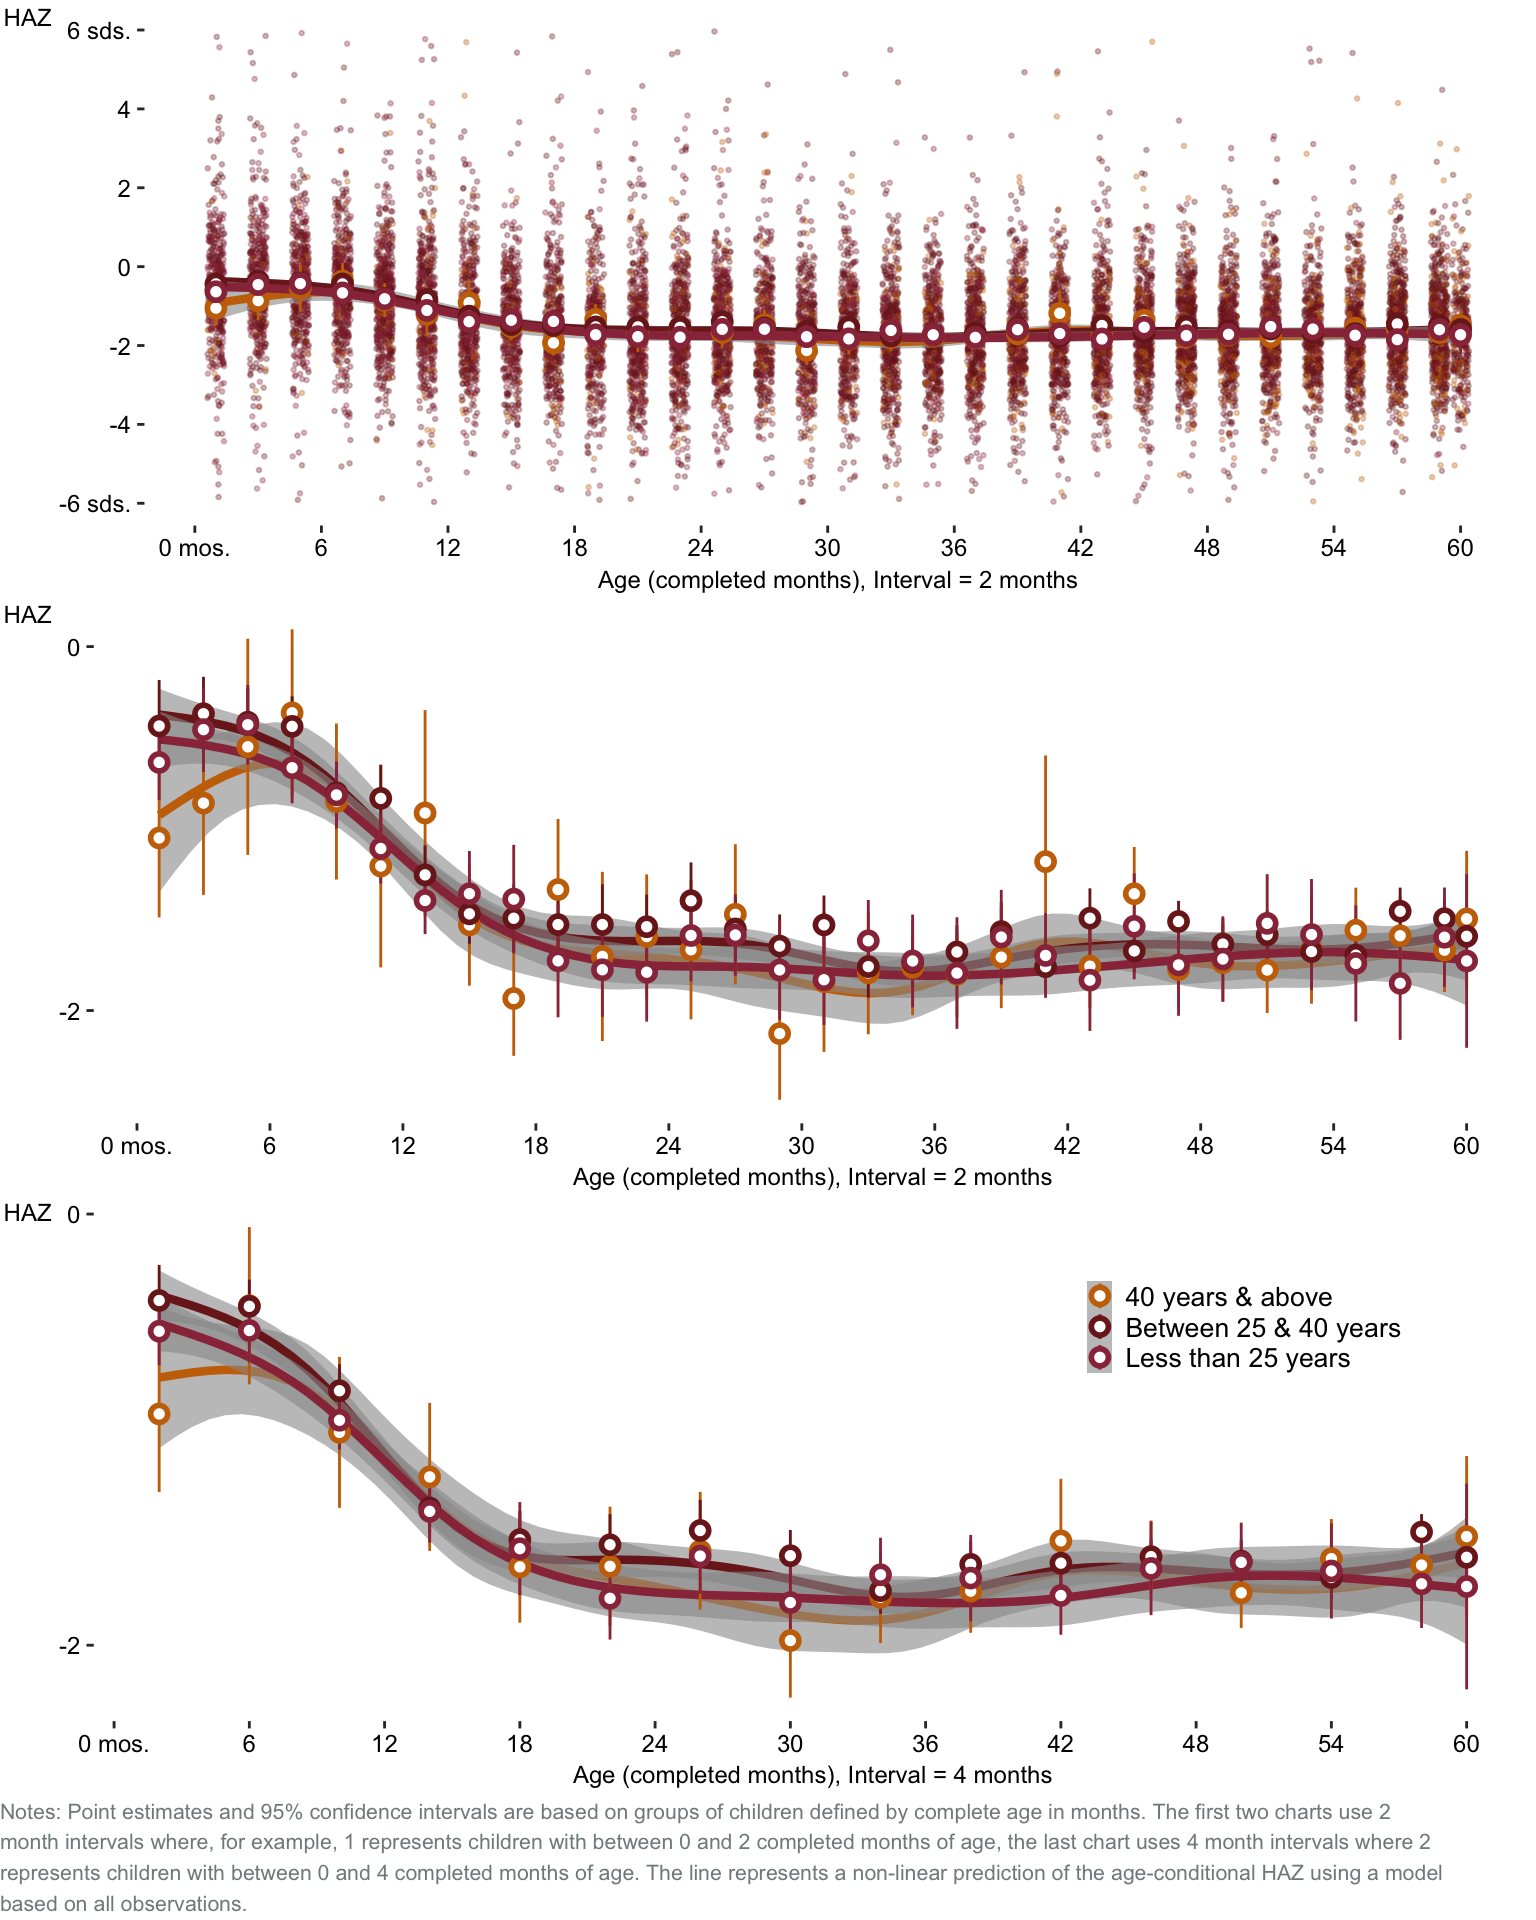 HAZ
6 sds.
4
2
0
-2
-4
-6 sds.
0 mos. 6 12 18 24 30 36 42 48 54 60
Age (completed months), Interval = 2 months
HAZ
0
-2
0 mos. 6 12 18 24 30 36 42 48 54 60
Age (completed months), Interval = 2 months
HAZ 0
40 years & above
Between 25 & 40 years
Less than 25 years
-2
0 mos. 6 12 18 24 30 36 42 48 54 60
Age (completed months), Interval = 4 months
Notes: Point estimates and 95% confidence intervals are based on groups of children defined by complete age in months. The first two charts use 2
month intervals where, for example, 1 represents children with between 0 and 2 completed months of age, the last chart uses 4 month intervals where 2
represents children with between 0 and 4 completed months of age. The line represents a non-linear prediction of the age-conditional HAZ using a model
based on all observations.